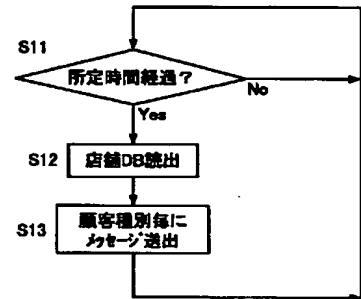 S11
所定時間経過?
No
Yes
S12
店舗DB読出
S13
顧客種別毎に
メッセージ送出